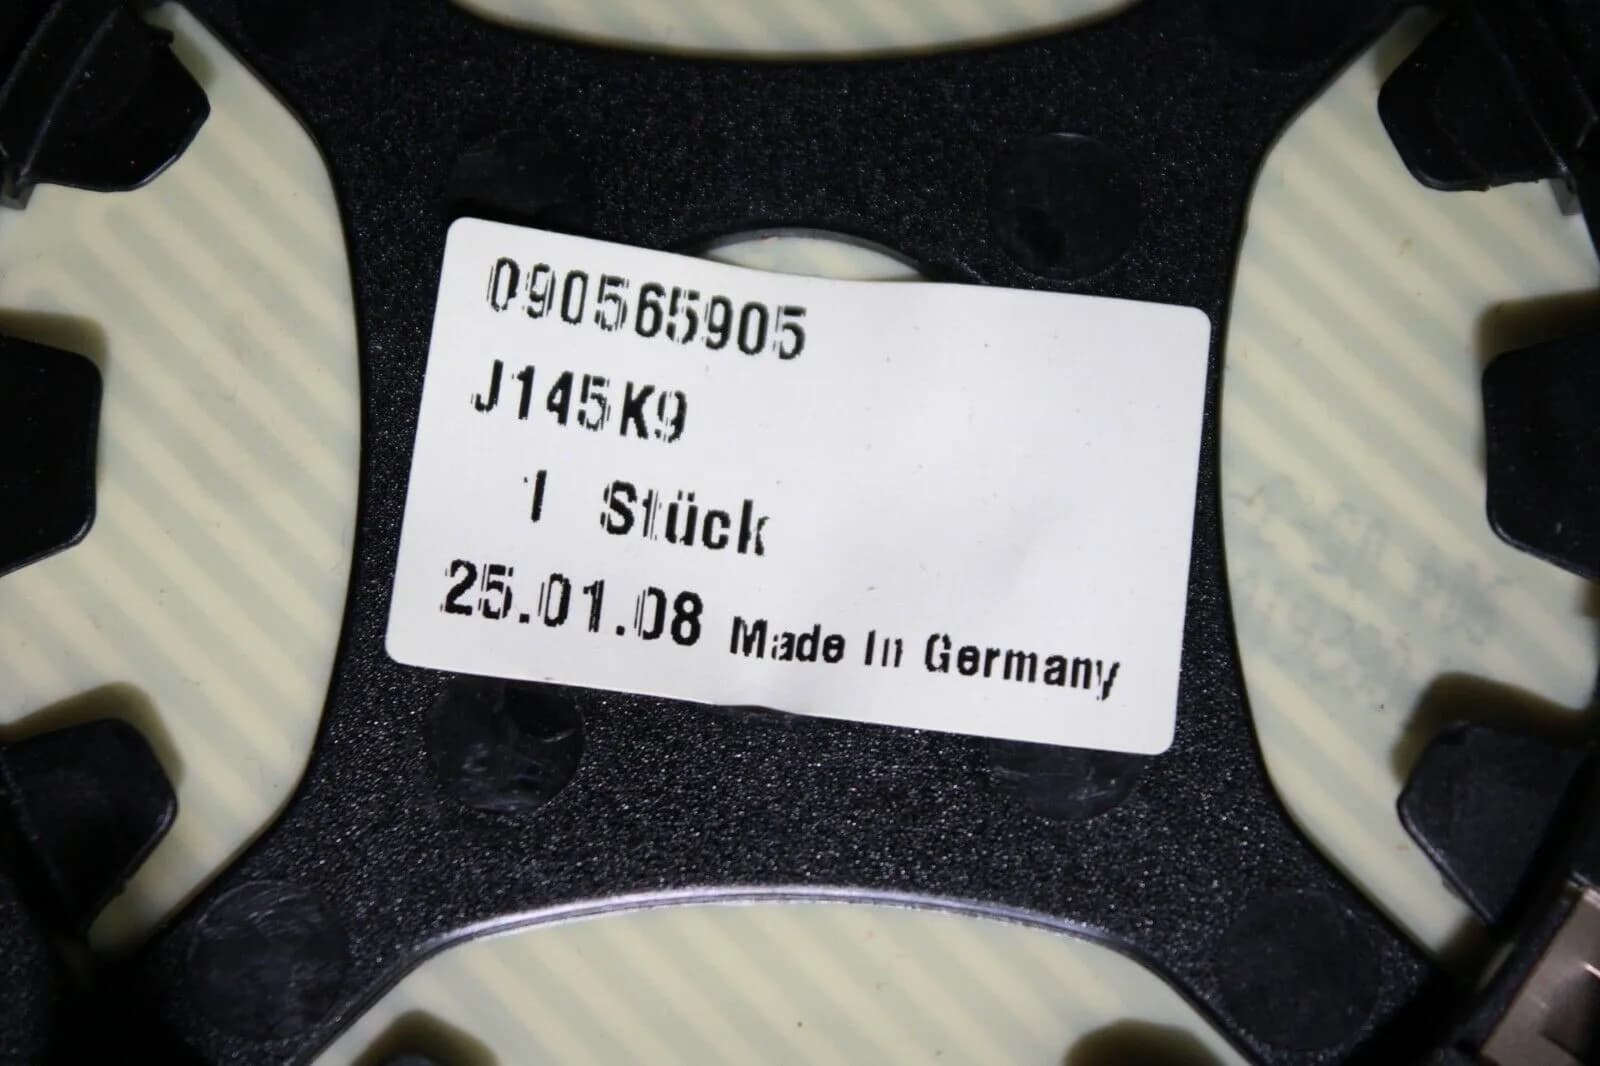 090565905
J145K9
1 Stück
25.01.08 Made In Germany